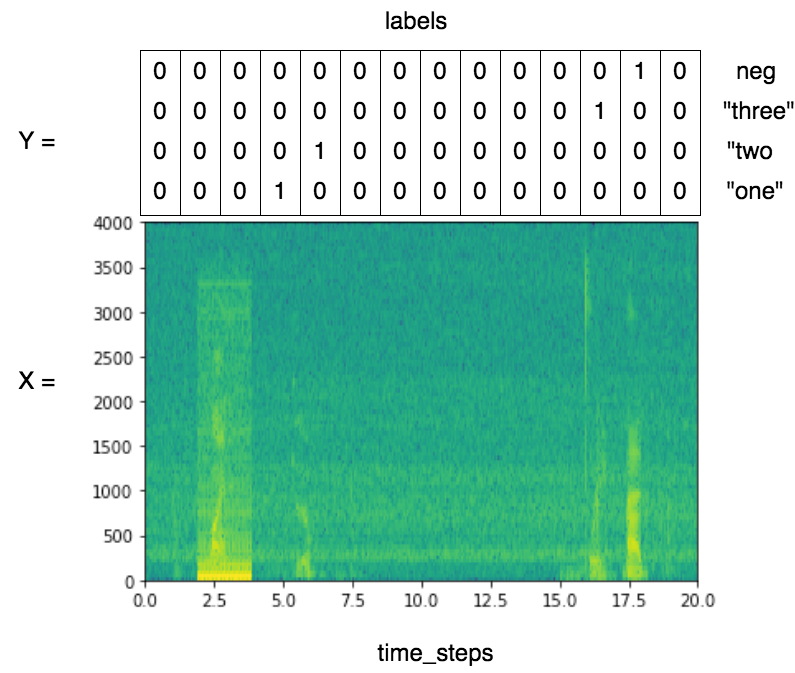 labels
0 0 0 0 0 0 0 0 0 0 0 0 1 0 neg
0 0 0 0 0 0 0 0 0 0 0 1 0 0 "three"
Y =
0 0 0 0 1 0 0 0 0 0 0 0 0 0 "two
0 0 0 1 0 0 0 0 0 0 0 0 0 0 "one"
4000
3500
3000
2500
X =
2000
1500
1000
500
0
0.0 2.5 5.0 7.5 10.0 12.5 15.0 17.5 20.0
time_steps